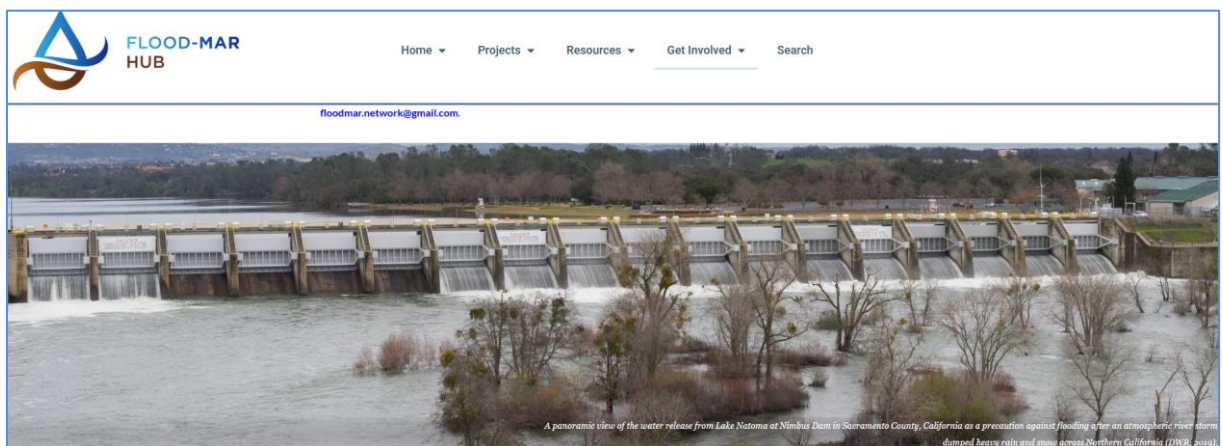 FLOOD-MAR
HUB
Home Projects Resources Get Involved Search
floodmar.network@gmail.com.
A panoramic view of the water release from Lake Natoma at Nimbus Dam in Sacramento County, California as a precaution against flooding after an atmospheric river storm
dumped heavy rain and snow across Northern California (DWR, 2019).